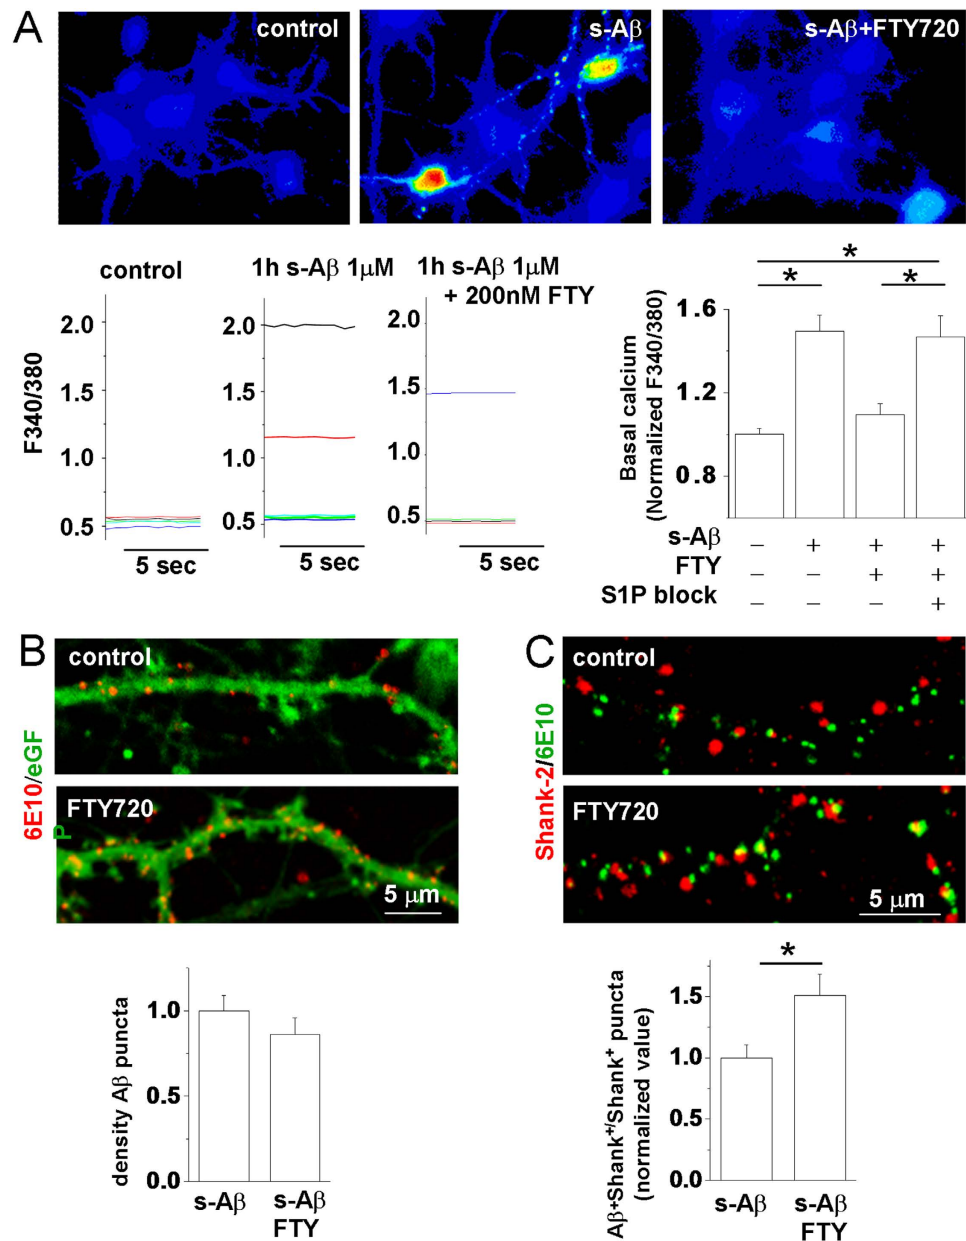 A
control
s-Aβ
s-Aβ+FTY720
control
1h s-Aβ 1μM
1h s-Aβ 1μM
+ 200nM FTY
F340/380
2.0
1.5
1.0
0.5
5 sec
2.0
1.5
1.0
0.5
5 sec
2.0
1.5
1.0
0.5
5 sec
Basal calcium
(Normalized F340/380)
* 
* *
1.6
1.2
0.8
s-Aβ – + + +
FTY – – + +
S1P block – – – +
B
control
FTY720
6E10/eGF
P
5 μm
density Aβ puncta
1.0
0.5
0.0
s-Aβ
s-Aβ
FTY
C
control
FTY720
Shank-2/6E10
5 μm
Aβ+Shank+/Shank+ puncta
(normalized value)
*
1.5
1.0
0.5
0.0
s-Aβ
s-Aβ
FTY